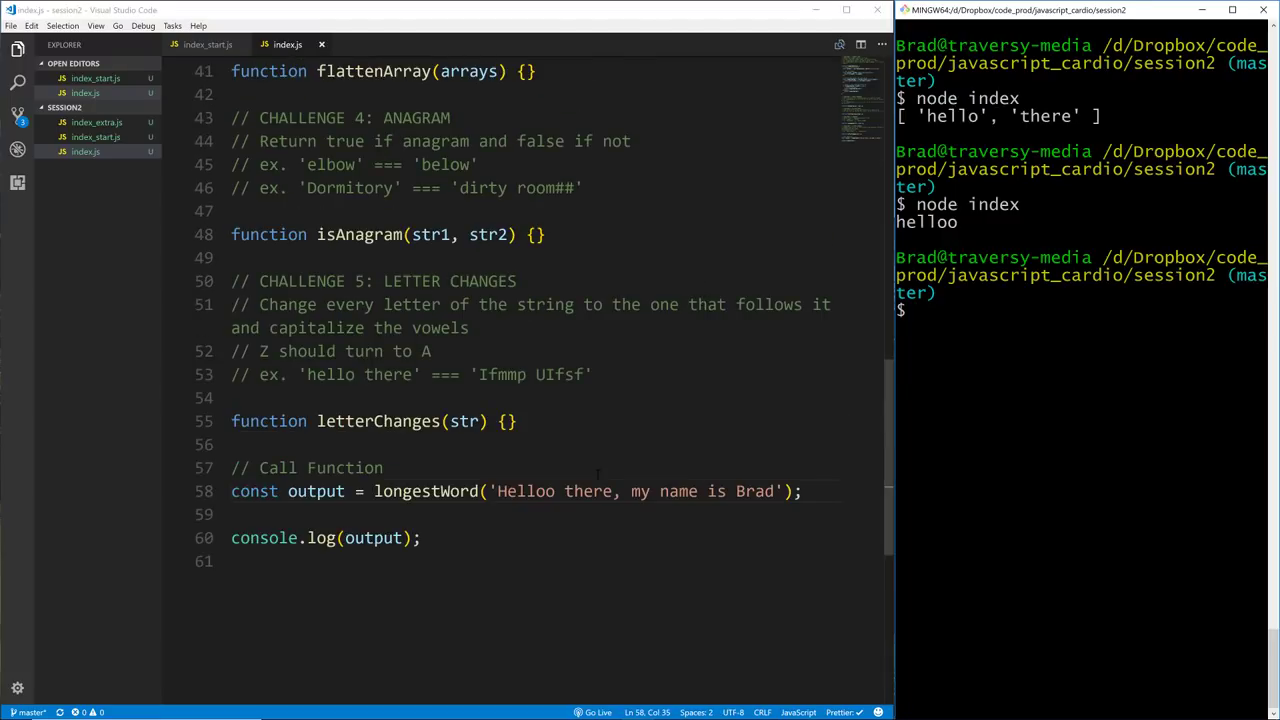 index.js - session2 - Visual Studio Code
File Edit Selection View Go Debug Tasks Help
EXPLORER
OPEN EDITORS
index_start.js U
index.js U
SESSION2
index_extra.js U
index_start.js U
index.js U
3
index_start.js index.js
41 function flattenArray(arrays) {}
42
43 // CHALLENGE 4: ANAGRAM
44 // Return true if anagram and false if not
45 // ex. 'elbow' === 'below'
46 // ex. 'Dormitory' === 'dirty room##'
47
48 function isAnagram(str1, str2) {}
49
50 // CHALLENGE 5: LETTER CHANGES
51 // Change every letter of the string to the one that follows it
and capitalize the vowels
52 // Z should turn to A
53 // ex. 'hello there' === 'Ifmmp UIfsf'
54
55 function letterChanges(str) {}
56
57 // Call Function
58 const output = longestWord('Helloo there, my name is Brad');
59
60 console.log(output);
61
master* 0 0
Go Live Ln 58, Col 35 Spaces: 2 UTF-8 CRLF JavaScript Prettier: ✓
MINGW64:/d/Dropbox/code_prod/javascript_cardio/session2
Brad@traversy-media /d/Dropbox/code_
prod/javascript_cardio/session2 (mas
ter)
$ node index
[ 'hello', 'there' ]
Brad@traversy-media /d/Dropbox/code_
prod/javascript_cardio/session2 (mas
ter)
$ node index
helloo
Brad@traversy-media /d/Dropbox/code_
prod/javascript_cardio/session2 (mas
ter)
$